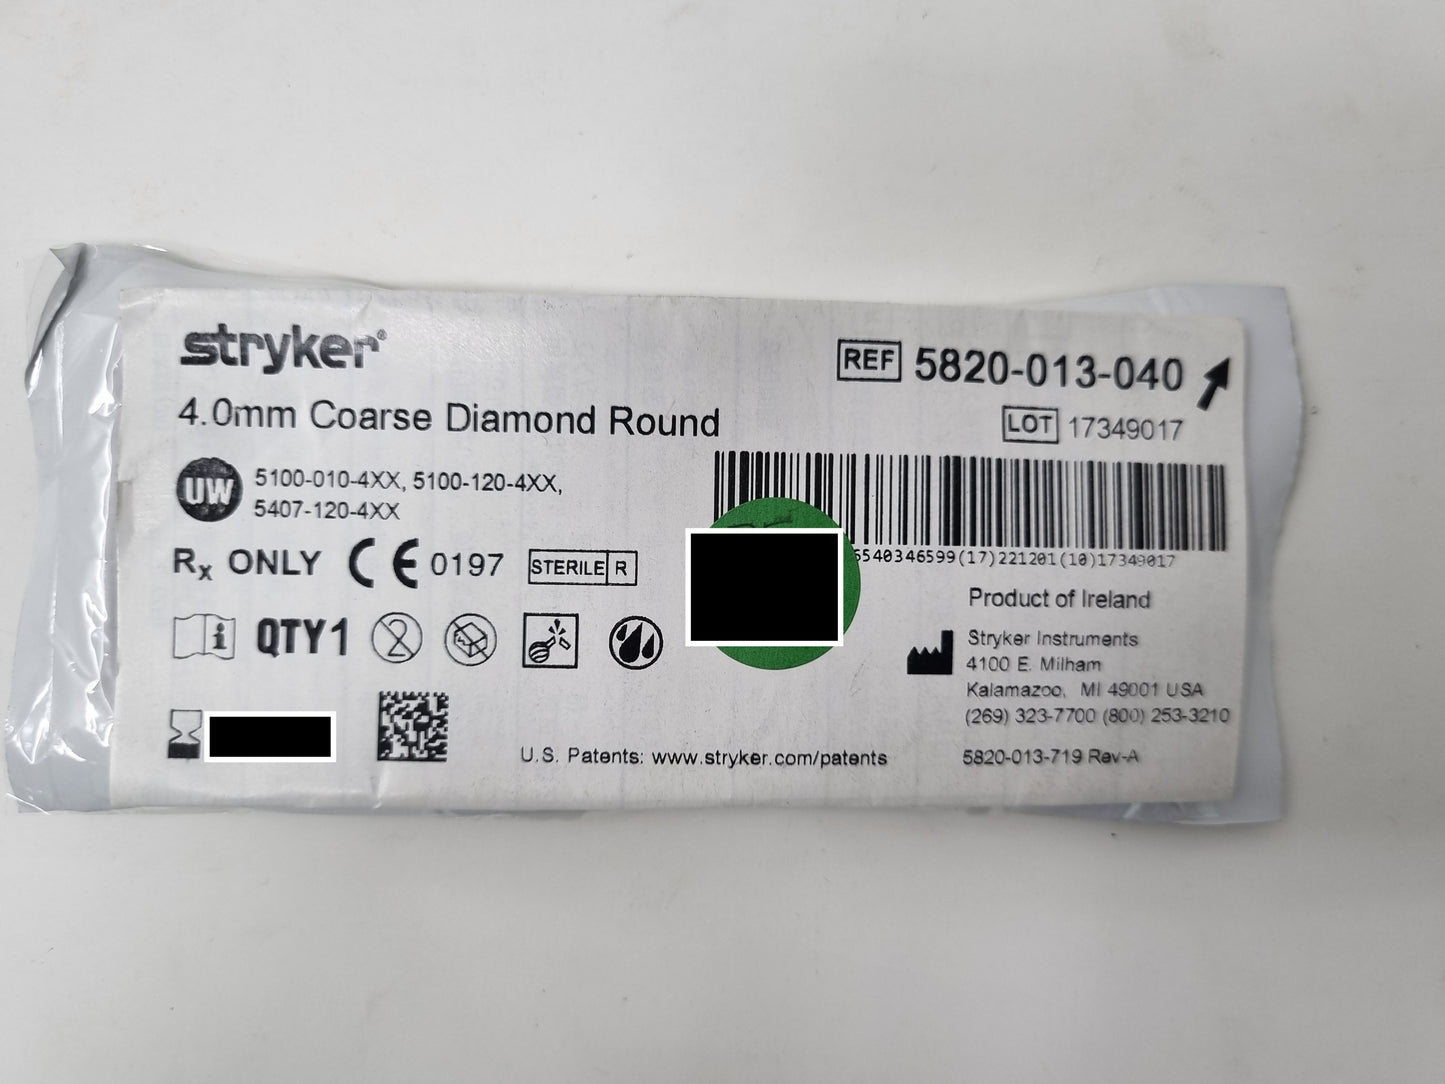 stryker®
4.0mm Coarse Diamond Round
UW
5100-010-4XX, 5100-120-4XX,
5407-120-4XX
Rx ONLY CE 0197 STERILE R
i QTY1 2
U.S. Patents: www.stryker.com/patents
REF 5820-013-040
LOT 17349017
6540346599(17)221201(10)17349017
Product of Ireland
Stryker Instruments
4100 E. Milham
Kalamazoo, MI 49001 USA
(269) 323-7700 (800) 253-3210
5820-013-719 Rev-A